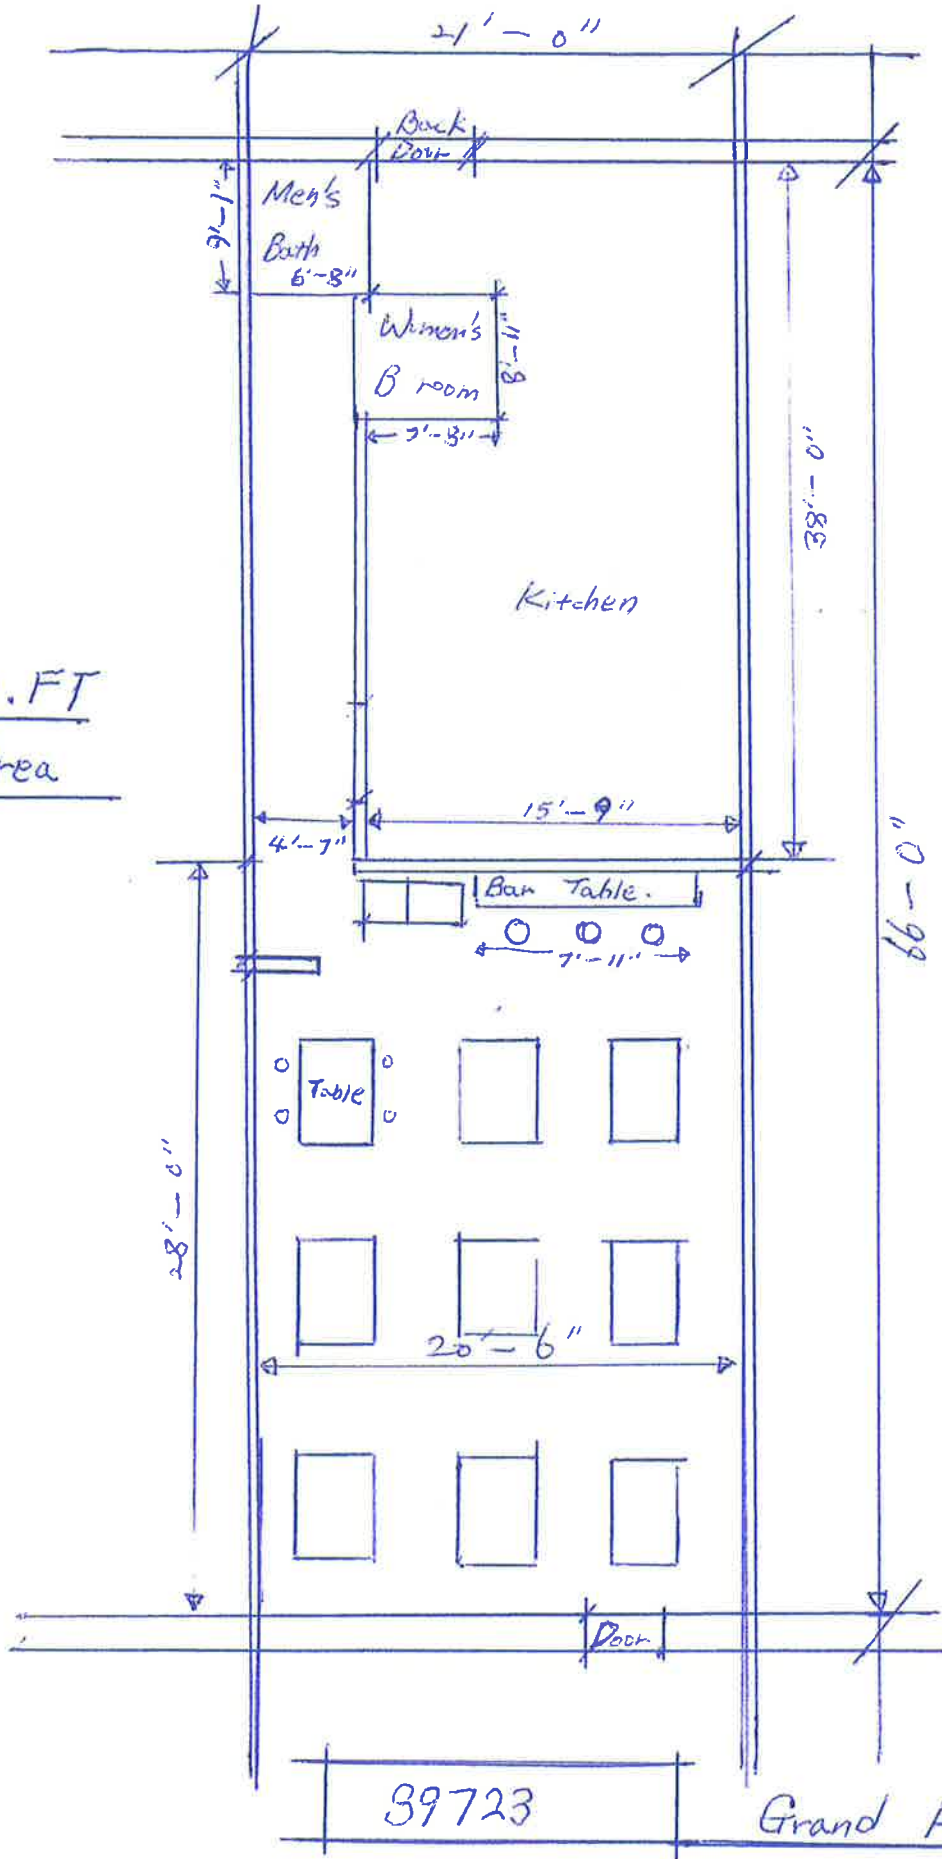 21'-0"
Back
Door
Men's
Bath
6'-8"
9'-1"
Women's
B room
8'-11"
7'-8"
38'-0"
Kitchen
. FT
rea
15'-9"
4'-7"
66-0"
Bar Table.
7'-11"
Table
28'-0"
20'-6"
Door
39723
Grand